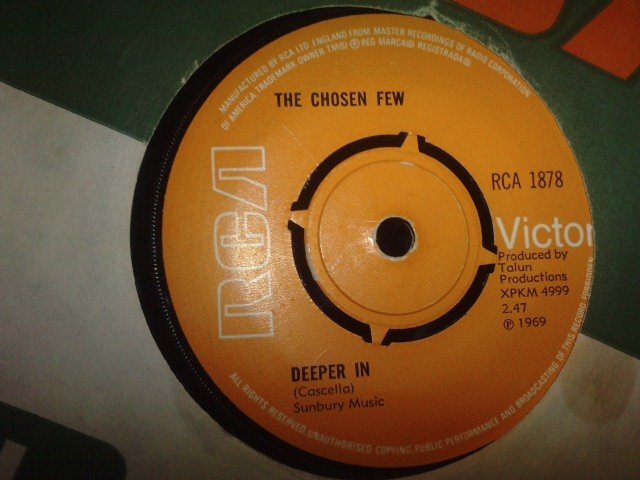 MANUFACTURED BY RCA LTD. ENGLAND FROM MASTER RECORDINGS OF RADIO CORPORATION
OF AMERICA. TRADEMARK OWNER TM(S) ® REG MARCA(S) REGISTRADA(S)
THE CHOSEN FEW
RCA
RCA 1878
Victor
Produced by
Talun
Productions
XPKM 4999
2.47
℗ 1969
DEEPER IN
(Cascella)
Sunbury Music
ALL RIGHTS RESERVED UNAUTHORISED COPYING, PUBLIC PERFORMANCE AND BROADCASTING OF THIS RECORD FORBIDDEN